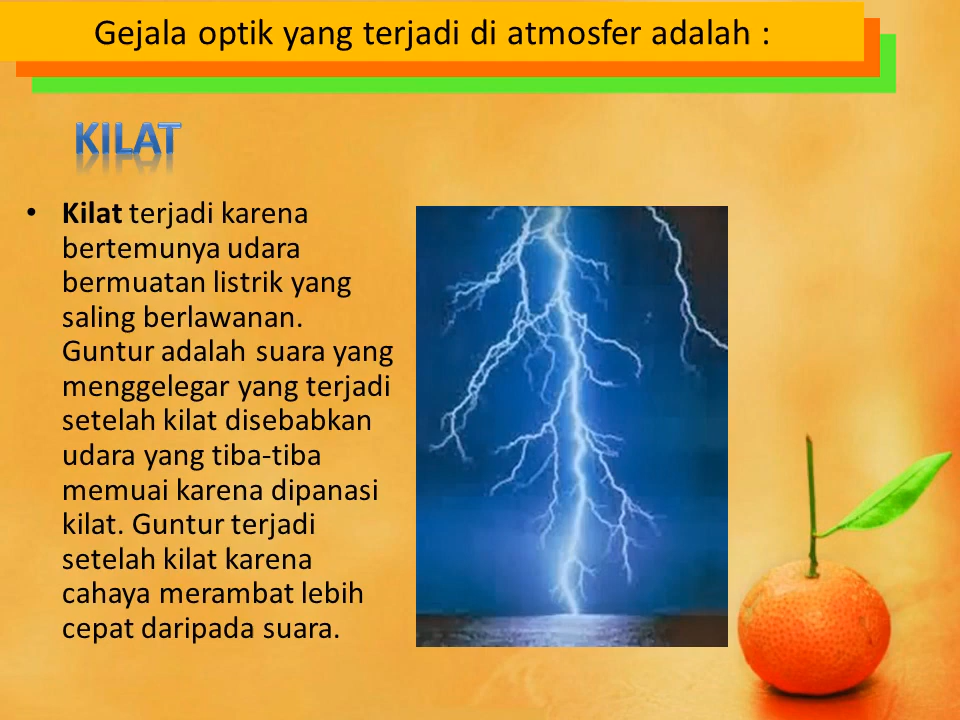 Gejala optik yang terjadi di atmosfer adalah :
KILAT
• Kilat terjadi karena
bertemunya udara
bermuatan listrik yang
saling berlawanan.
Guntur adalah suara yang
menggelegar yang terjadi
setelah kilat disebabkan
udara yang tiba-tiba
memuai karena dipanasi
kilat. Guntur terjadi
setelah kilat karena
cahaya merambat lebih
cepat daripada suara.